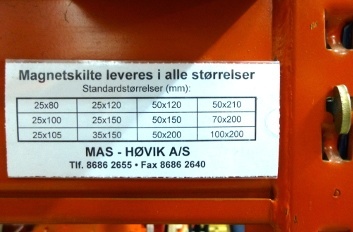 Magnetskilte leveres i alle størrelser
Standardstørrelser (mm):
25x80 25x120 50x120 50x210
25x100 25x150 50x150 70x200
25x105 35x150 50x200 100x200
MAS - HØVIK A/S
Tlf. 8686 2655 • Fax 8686 2640